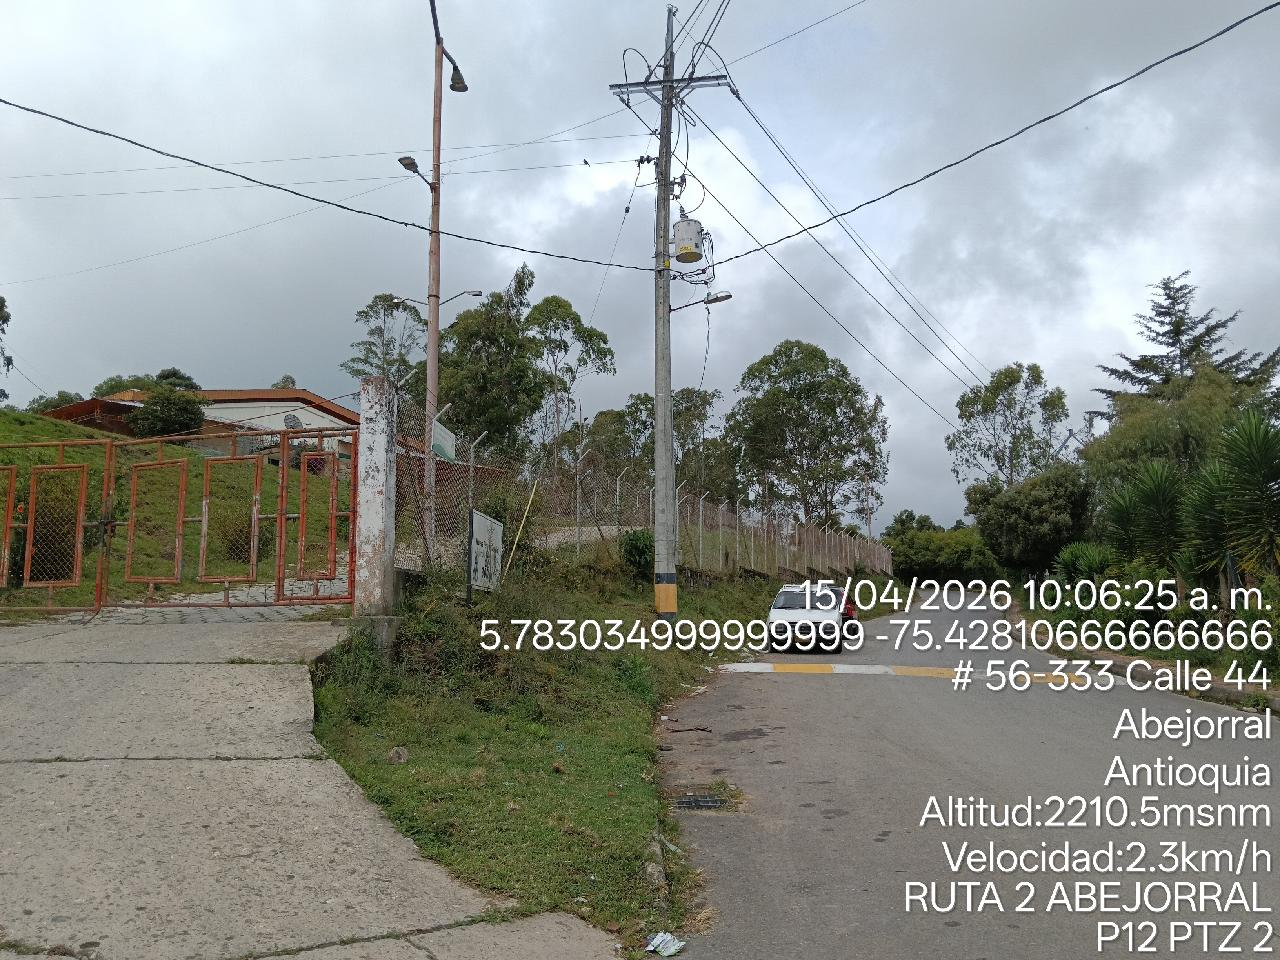 15/04/2026 10:06:25 a. m.
5.783034999999999 -75.42810666666666
# 56-333 Calle 44
Abejorral
Antioquia
Altitud:2210.5msnm
Velocidad:2.3km/h
RUTA 2 ABEJORRAL
P12 PTZ 2